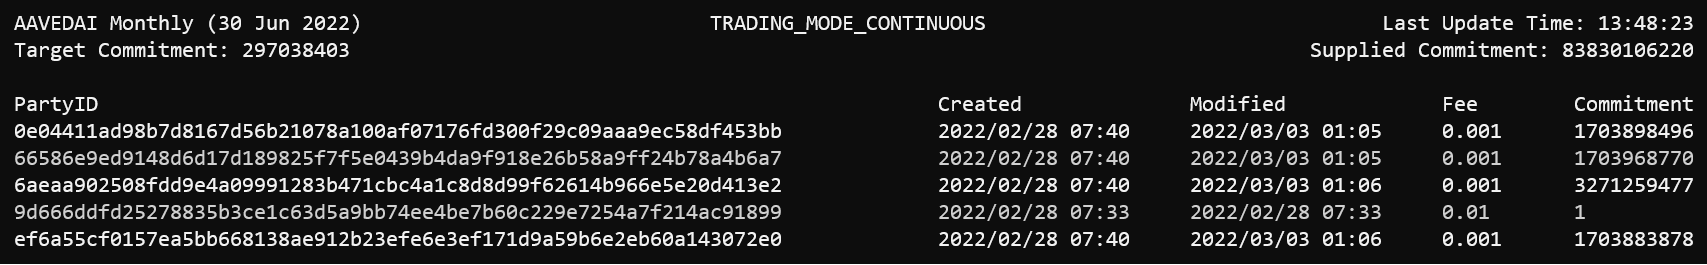 AAVEDAI Monthly (30 Jun 2022) TRADING_MODE_CONTINUOUS Last Update Time: 13:48:23
Target Commitment: 297038403 Supplied Commitment: 83830106220
PartyID Created Modified Fee Commitment
0e04411ad98b7d8167d56b21078a100af07176fd300f29c09aaa9ec58df453bb 2022/02/28 07:40 2022/03/03 01:05 0.001 1703898496
66586e9ed9148d6d17d189825f7f5e0439b4da9f918e26b58a9ff24b78a4b6a7 2022/02/28 07:40 2022/03/03 01:05 0.001 1703968770
6aeaa902508fdd9e4a09991283b471cbc4a1c8d8d99f62614b966e5e20d413e2 2022/02/28 07:40 2022/03/03 01:06 0.001 3271259477
9d666ddfd25278835b3ce1c63d5a9bb74ee4be7b60c229e7254a7f214ac91899 2022/02/28 07:33 2022/02/28 07:33 0.01 1
ef6a55cf0157ea5bb668138ae912b23efe6e3ef171d9a59b6e2eb60a143072e0 2022/02/28 07:40 2022/03/03 01:06 0.001 1703883878